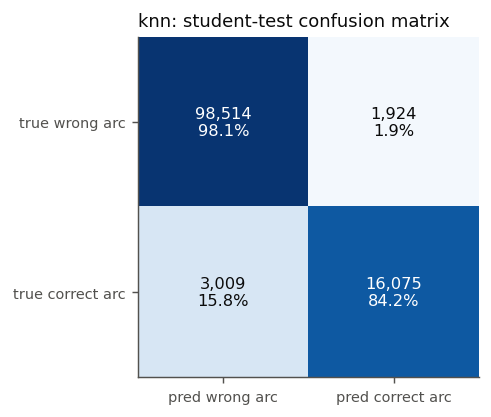 knn: student-test confusion matrix
true wrong arc
98,514
98.1%
1,924
1.9%
true correct arc
3,009
15.8%
16,075
84.2%
pred wrong arc
pred correct arc